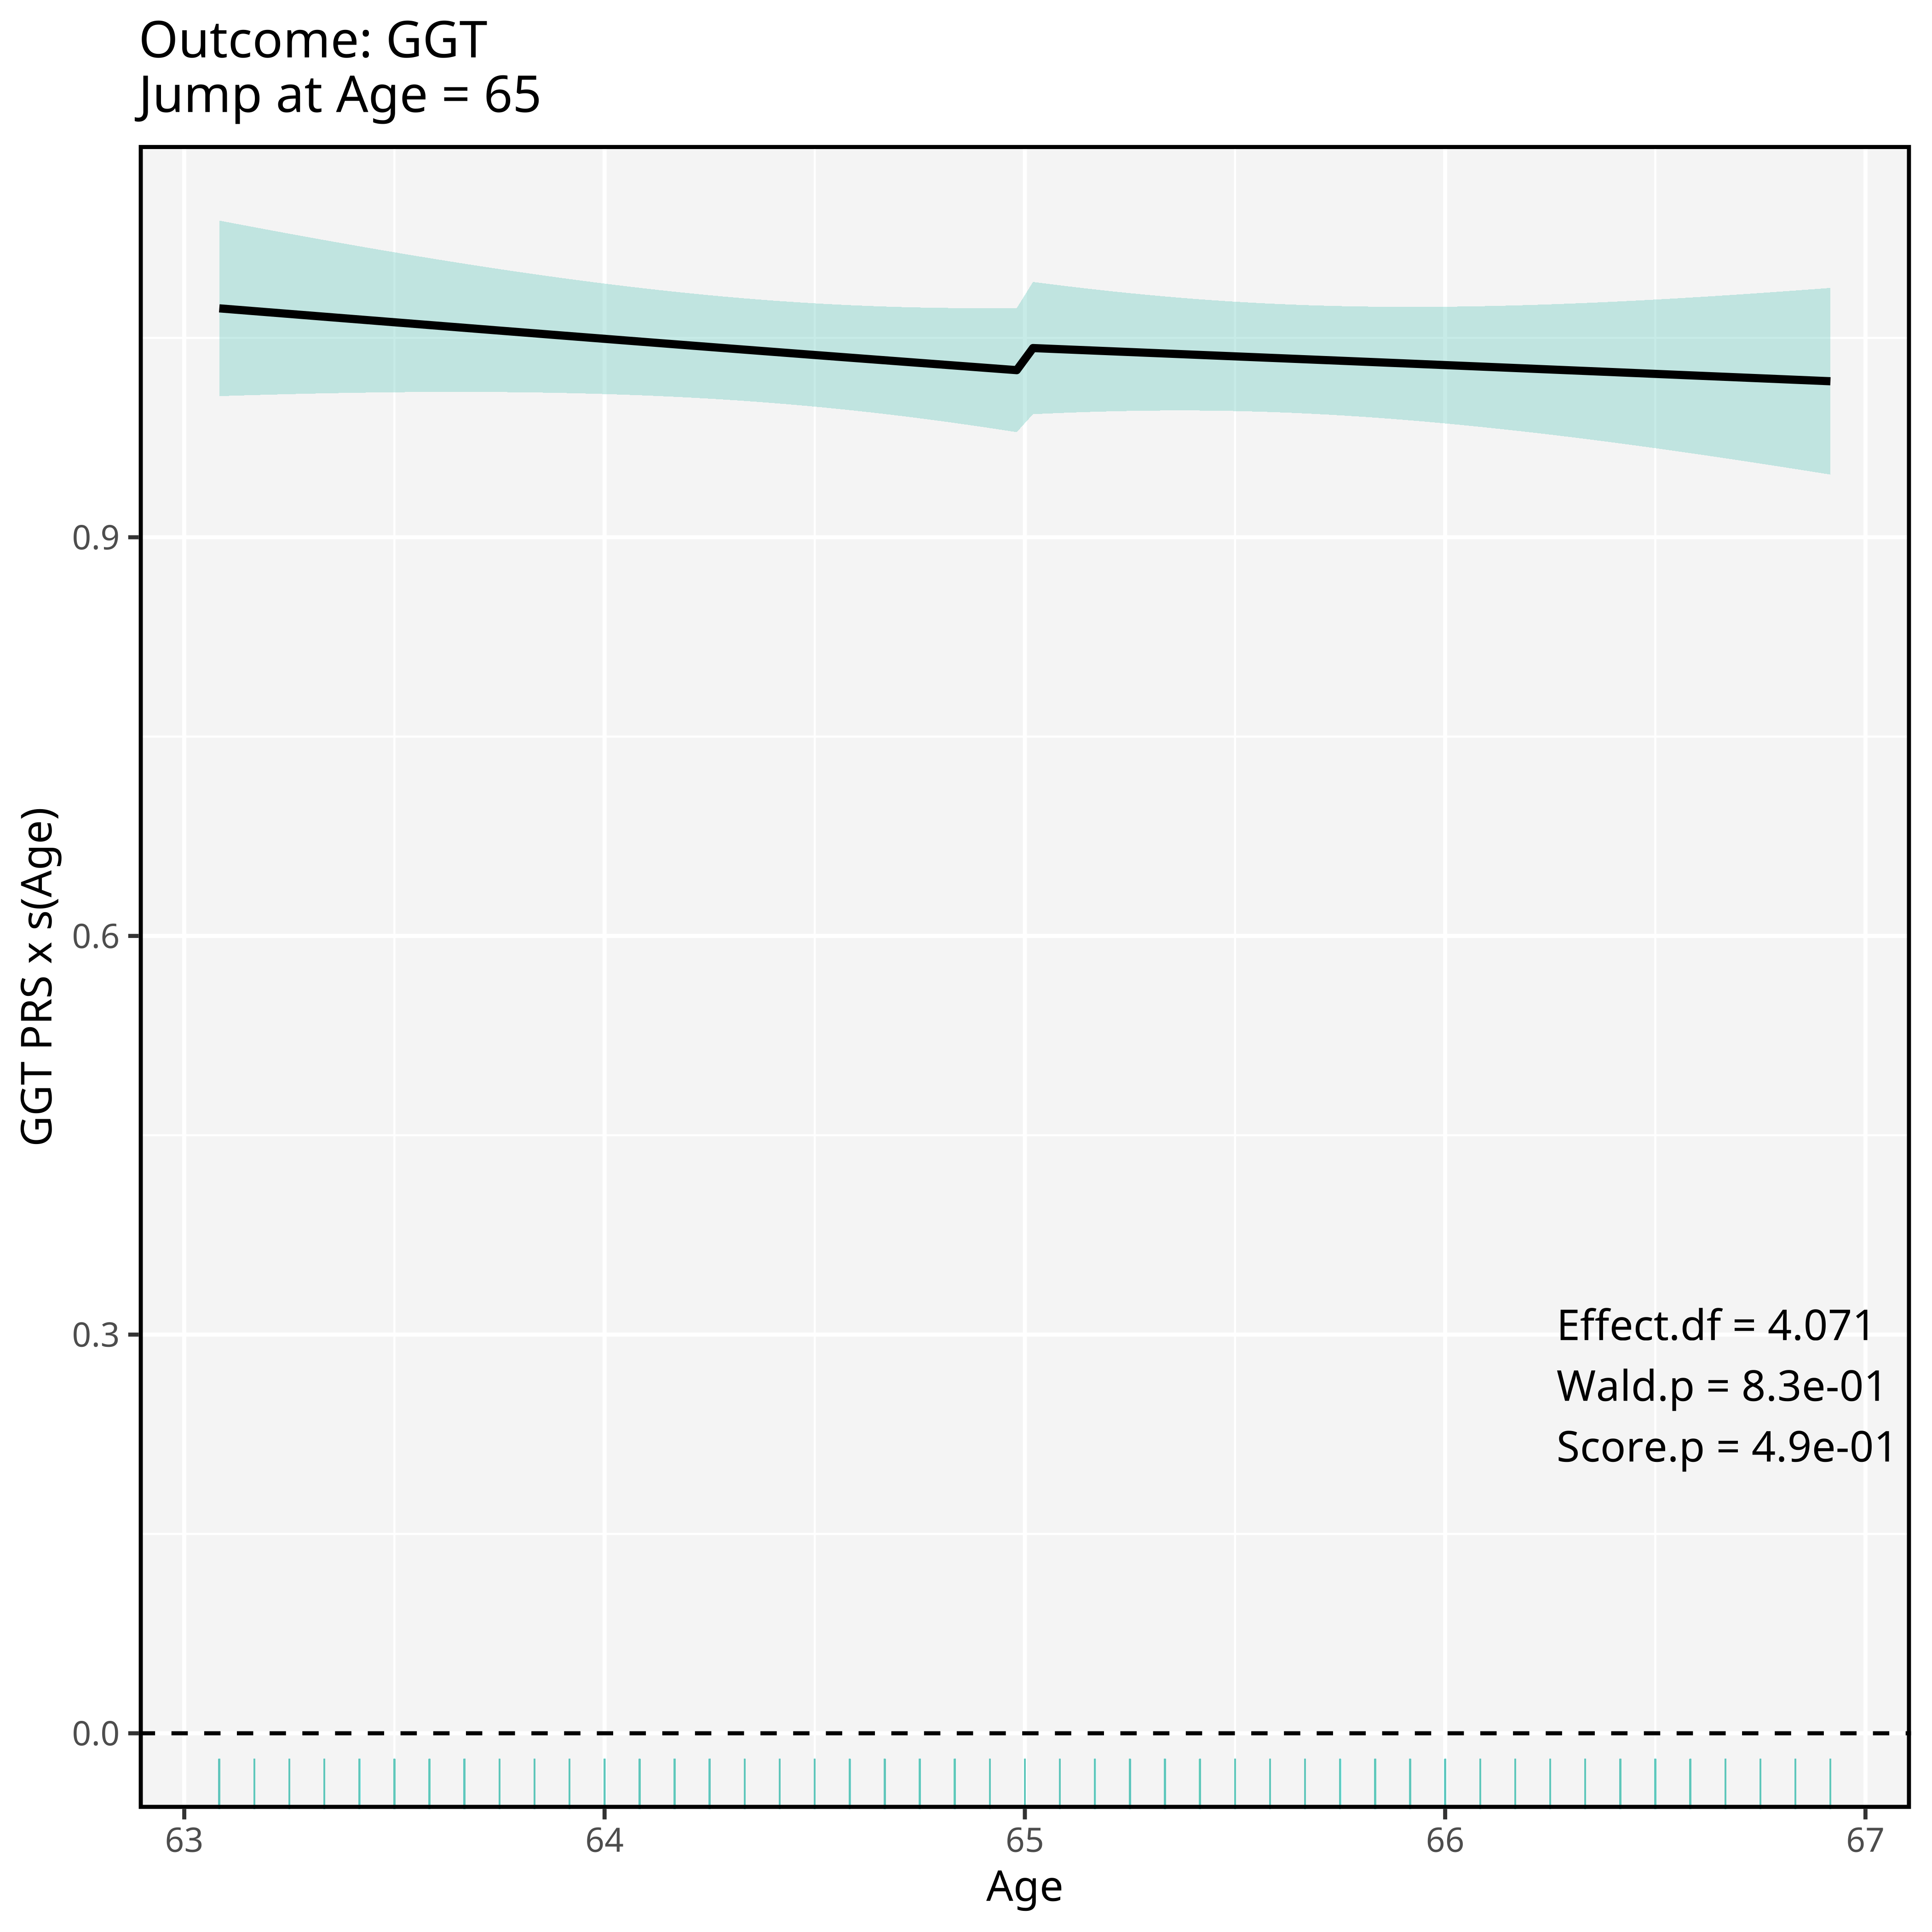 Outcome: GGT
Jump at Age = 65
GGT PRS x s(Age)
0.9
0.6
0.3
0.0
Effect.df = 4.071
Wald.p = 8.3e-01
Score.p = 4.9e-01
63 64 65 66 67
Age